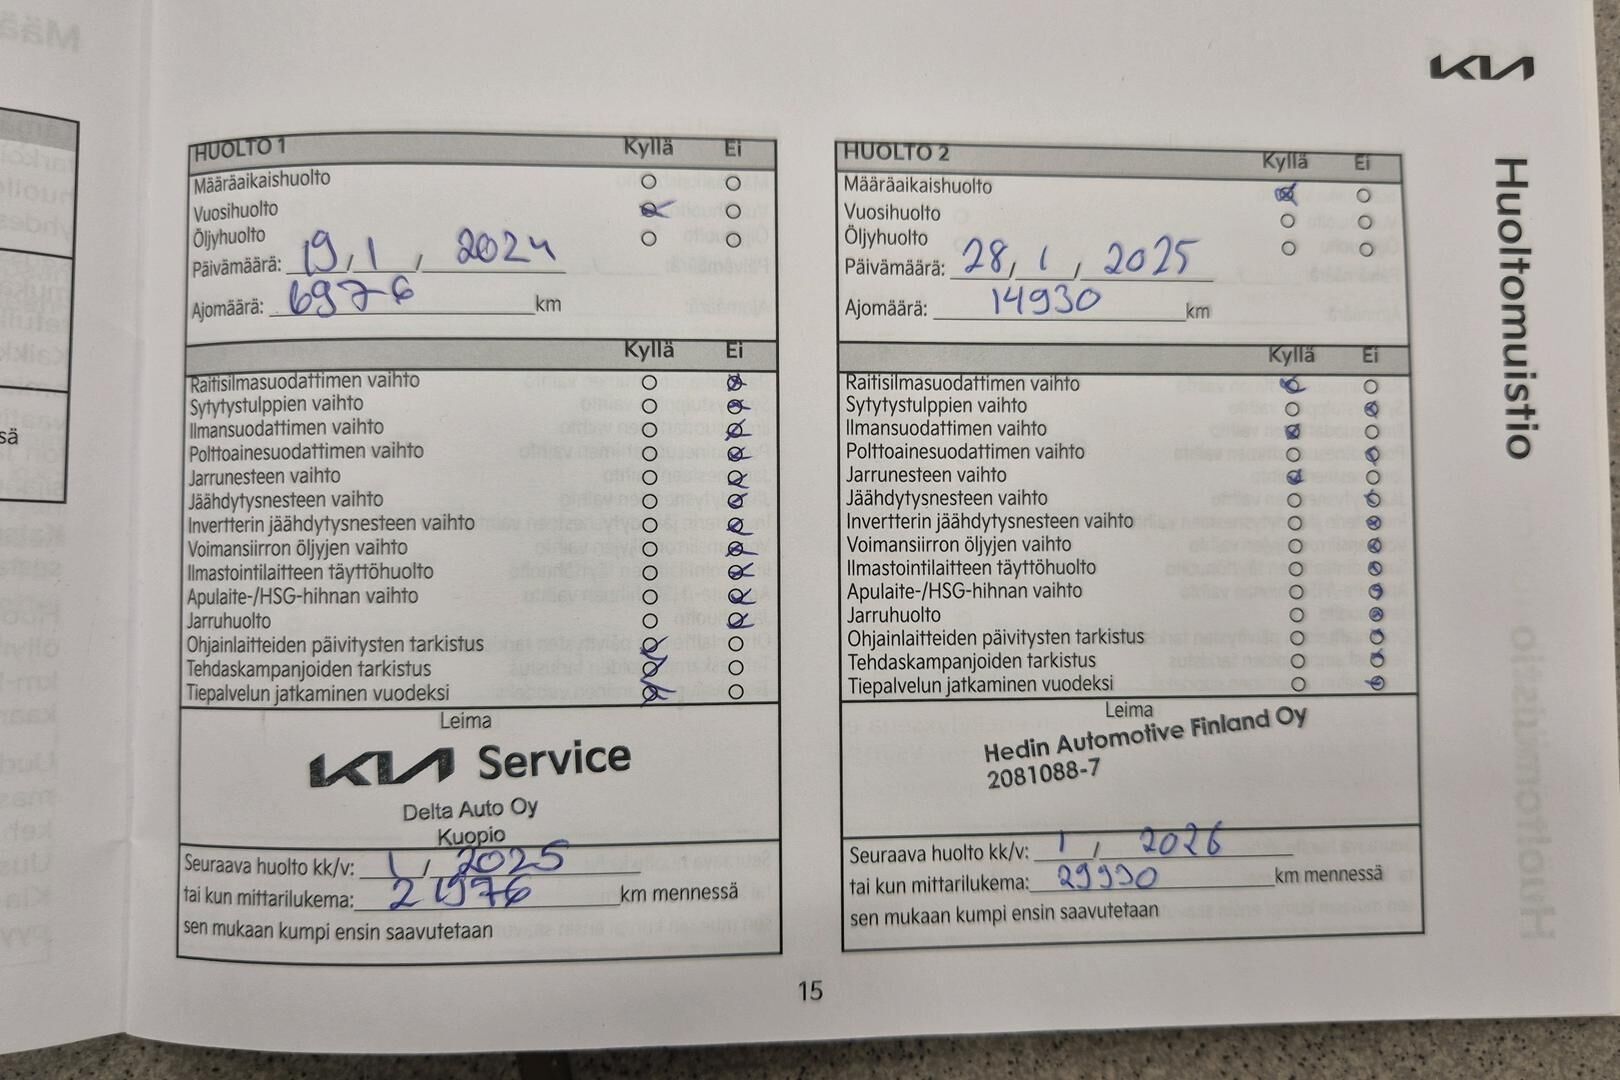 KIA
Huoltomuistio
HUOLTO 1 Kyllä Ei
Määräaikaishuolto
Vuosihuolto
Öljyhuolto
Päivämäärä: 19, 1, 2024
Ajomäärä: 6976 km
Kyllä Ei
Raitisilmasuodattimen vaihto
Sytytystulppien vaihto
Ilmansuodattimen vaihto
Polttoainesuodattimen vaihto
Jarrunesteen vaihto
Jäähdytysnesteen vaihto
Invertterin jäähdytysnesteen vaihto
Voimansiirron öljyjen vaihto
Ilmastointilaitteen täyttöhuolto
Apulaite-/HSG-hihnan vaihto
Jarruhuolto
Ohjainlaitteiden päivitysten tarkistus
Tehdaskampanjoiden tarkistus
Tiepalvelun jatkaminen vuodeksi
Leima
KIA Service
Delta Auto Oy
Kuopio
Seuraava huolto kk/v: 1 / 2025
tai kun mittarilukema: 21976 km mennessä
sen mukaan kumpi ensin saavutetaan
HUOLTO 2 Kyllä Ei
Määräaikaishuolto
Vuosihuolto
Öljyhuolto
Päivämäärä: 28, 1, 2025
Ajomäärä: 14930 km
Kyllä Ei
Raitisilmasuodattimen vaihto
Sytytystulppien vaihto
Ilmansuodattimen vaihto
Polttoainesuodattimen vaihto
Jarrunesteen vaihto
Jäähdytysnesteen vaihto
Invertterin jäähdytysnesteen vaihto
Voimansiirron öljyjen vaihto
Ilmastointilaitteen täyttöhuolto
Apulaite-/HSG-hihnan vaihto
Jarruhuolto
Ohjainlaitteiden päivitysten tarkistus
Tehdaskampanjoiden tarkistus
Tiepalvelun jatkaminen vuodeksi
Leima
Hedin Automotive Finland Oy
2081088-7
Seuraava huolto kk/v: 1 / 2026
tai kun mittarilukema: 29930 km mennessä
sen mukaan kumpi ensin saavutetaan
15
sä